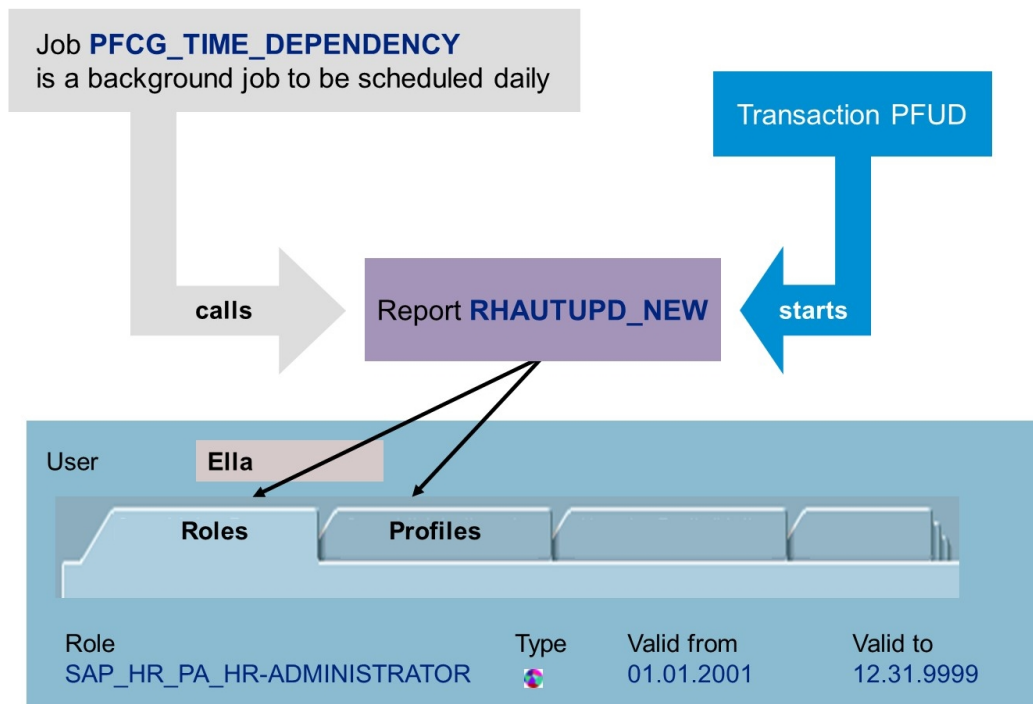 Job PFCG_TIME_DEPENDENCY
is a background job to be scheduled daily
Transaction PFUD
calls
Report RHAUTUPD_NEW
starts
User Ella
Roles Profiles
Role Type Valid from Valid to
SAP_HR_PA_HR-ADMINISTRATOR 01.01.2001 12.31.9999